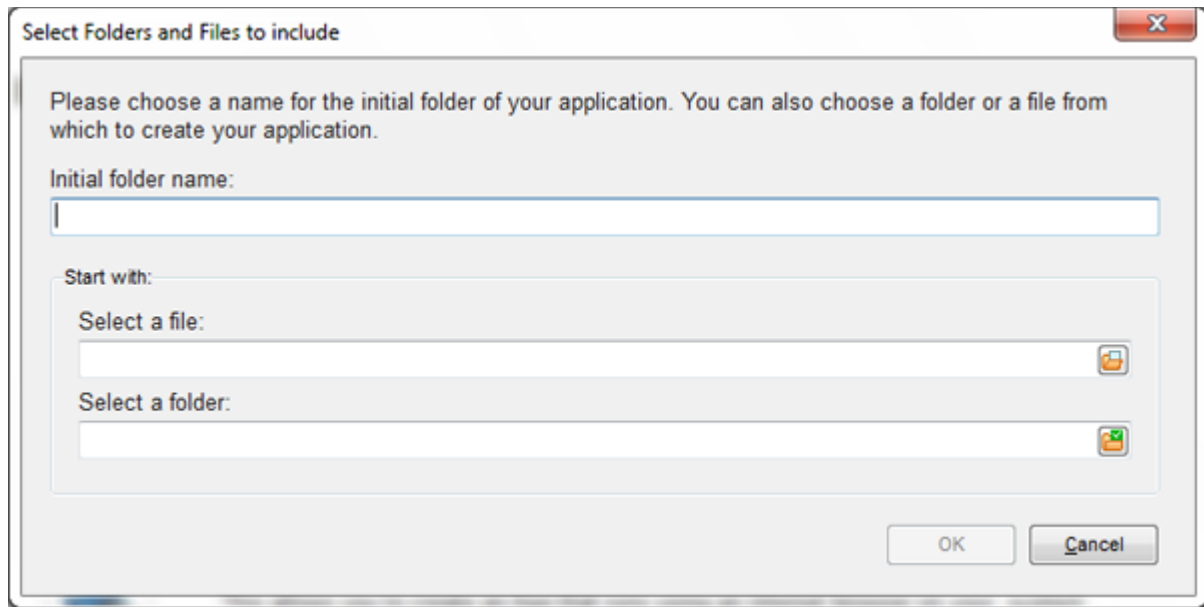 Select Folders and Files to include
Please choose a name for the initial folder of your application. You can also choose a folder or a file from
which to create your application.
Initial folder name:
Start with:
Select a file:
Select a folder:
OK
Cancel